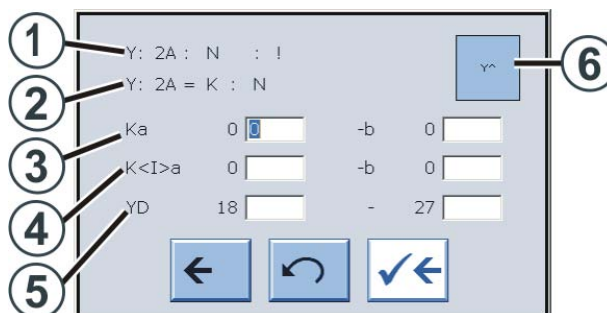 1 Y: 2A : N : !
2 Y: 2A = K : N
6 Y^
3 Ka 0 0 -b 0
4 K<I>a 0 -b 0
5 YD 18 - 27